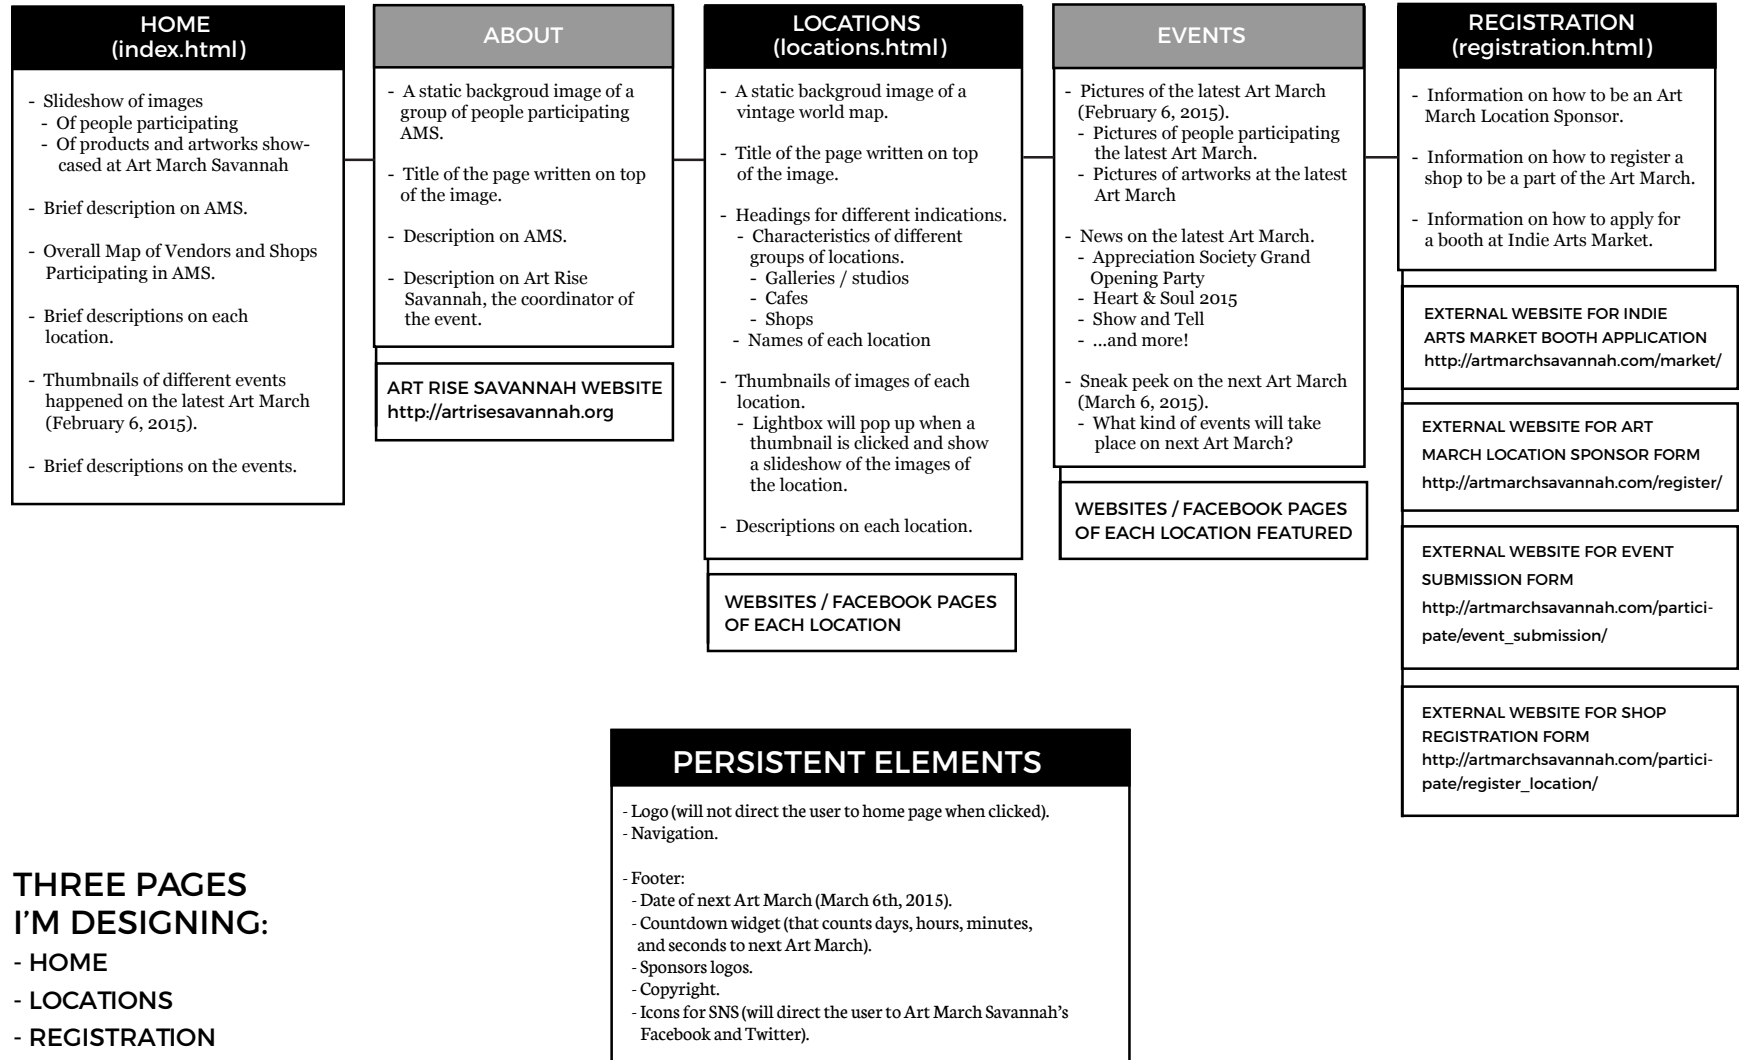 HOME
(index.html)
- Slideshow of images
- Of people participating
- Of products and artworks show-
cased at Art March Savannah
- Brief description on AMS.
- Overall Map of Vendors and Shops
Participating in AMS.
- Brief descriptions on each
location.
- Thumbnails of different events
happened on the latest Art March
(February 6, 2015).
- Brief descriptions on the events.
ABOUT
- A static backgroud image of a
group of people participating
AMS.
- Title of the page written on top
of the image.
- Description on AMS.
- Description on Art Rise
Savannah, the coordinator of
the event.
ART RISE SAVANNAH WEBSITE
http://artrisesavannah.org
LOCATIONS
(locations.html)
- A static backgroud image of a
vintage world map.
- Title of the page written on top
of the image.
- Headings for different indications.
- Characteristics of different
groups of locations.
- Galleries / studios
- Cafes
- Shops
- Names of each location
- Thumbnails of images of each
location.
- Lightbox will pop up when a
thumbnail is clicked and show
a slideshow of the images of
the location.
- Descriptions on each location.
WEBSITES / FACEBOOK PAGES
OF EACH LOCATION
EVENTS
- Pictures of the latest Art March
(February 6, 2015).
- Pictures of people participating
the latest Art March.
- Pictures of artworks at the latest
Art March
- News on the latest Art March.
- Appreciation Society Grand
Opening Party
- Heart & Soul 2015
- Show and Tell
- ...and more!
- Sneak peek on the next Art March
(March 6, 2015).
- What kind of events will take
place on next Art March?
WEBSITES / FACEBOOK PAGES
OF EACH LOCATION FEATURED
REGISTRATION
(registration.html)
- Information on how to be an Art
March Location Sponsor.
- Information on how to register a
shop to be a part of the Art March.
- Information on how to apply for
a booth at Indie Arts Market.
EXTERNAL WEBSITE FOR INDIE
ARTS MARKET BOOTH APPLICATION
http://artmarchsavannah.com/market/
EXTERNAL WEBSITE FOR ART
MARCH LOCATION SPONSOR FORM
http://artmarchsavannah.com/register/
EXTERNAL WEBSITE FOR EVENT
SUBMISSION FORM
http://artmarchsavannah.com/partici-
pate/event_submission/
EXTERNAL WEBSITE FOR SHOP
REGISTRATION FORM
http://artmarchsavannah.com/partici-
pate/register_location/
PERSISTENT ELEMENTS
- Logo (will not direct the user to home page when clicked).
- Navigation.
- Footer:
- Date of next Art March (March 6th, 2015).
- Countdown widget (that counts days, hours, minutes,
and seconds to next Art March).
- Sponsors logos.
- Copyright.
- Icons for SNS (will direct the user to Art March Savannah's
Facebook and Twitter).
THREE PAGES
I'M DESIGNING:
- HOME
- LOCATIONS
- REGISTRATION